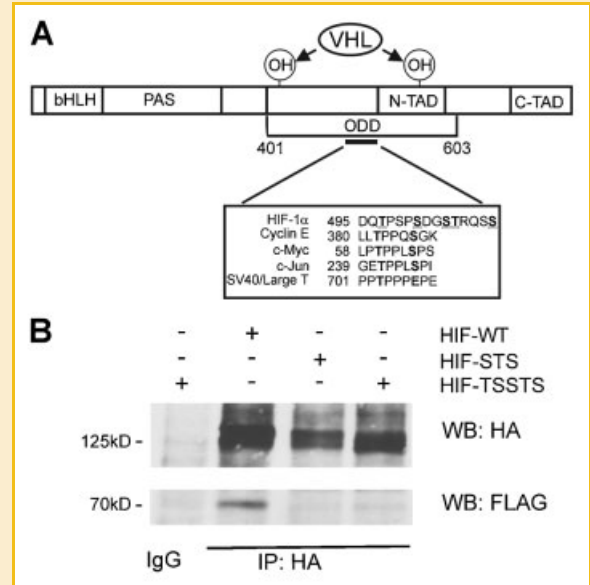 A
VHL
OH
OH
bHLH
PAS
N-TAD
C-TAD
ODD
401
603
HIF-1α 495 DQTPSPSDGSTRQSS
Cyclin E 380 LLTPPQSGK
c-Myc 58 LPTPPLSPS
c-Jun 239 GETPPLSPI
SV40/Large T 701 PPTPPPEPE
B
- + - - HIF-WT
- - + - HIF-STS
+ - - + HIF-TSSTS
125kD -
WB: HA
70kD -
WB: FLAG
IgG
IP: HA